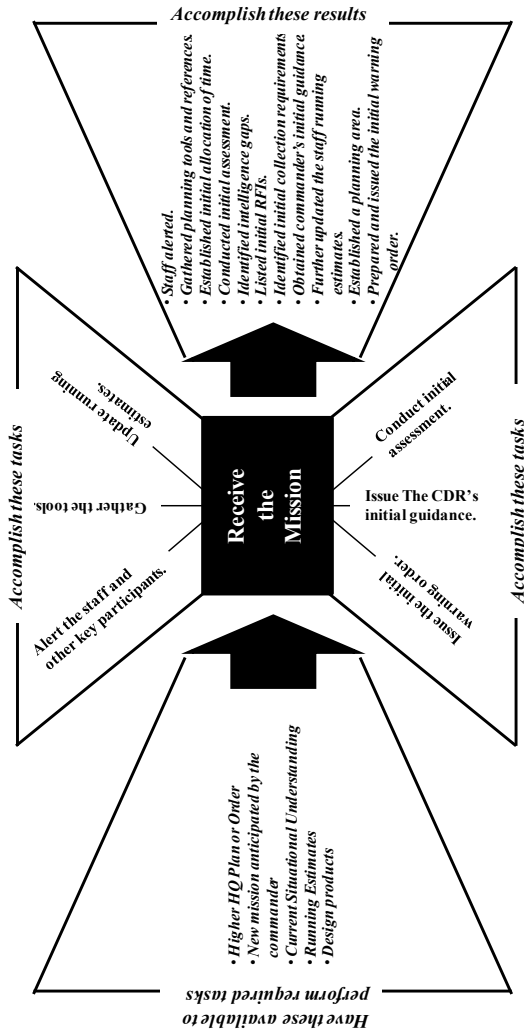 Have these available to
perform required tasks
• Higher HQ Plan or Order
• New mission anticipated by the
commander
• Current Situational Understanding
• Running Estimates
• Design products
Accomplish these tasks
Alert the staff and
other key participants.
Gather the tools.
Update running
estimates.
Receive
the
Mission
Issue the initial
warning order.
Issue The CDR's
initial guidance.
Conduct initial
assessment.
Accomplish these tasks
Accomplish these results
• Staff alerted.
• Gathered planning tools and references.
• Established initial allocation of time.
• Conducted initial assessment.
• Identified intelligence gaps.
• Listed initial RFIs.
• Identified initial collection requirements
• Obtained commander's initial guidance
• Further updated the staff running
estimates.
• Established a planning area.
• Prepared and issued the initial warning
order.